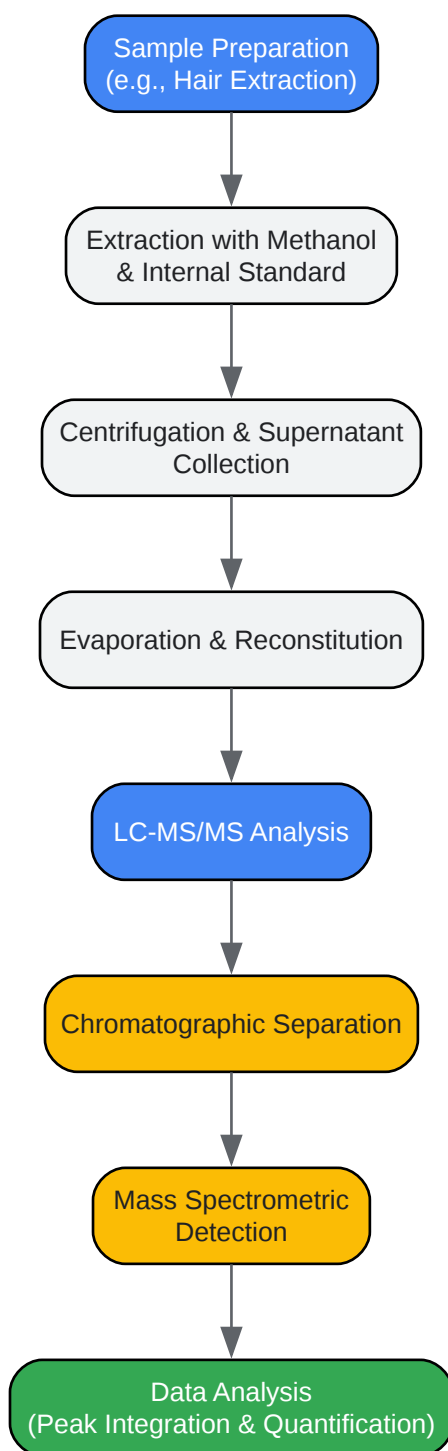 Sample Preparation
(e.g., Hair Extraction)
Extraction with Methanol
& Internal Standard
Centrifugation & Supernatant
Collection
Evaporation & Reconstitution
LC-MS/MS Analysis
Chromatographic Separation
Mass Spectrometric
Detection
Data Analysis
(Peak Integration & Quantification)